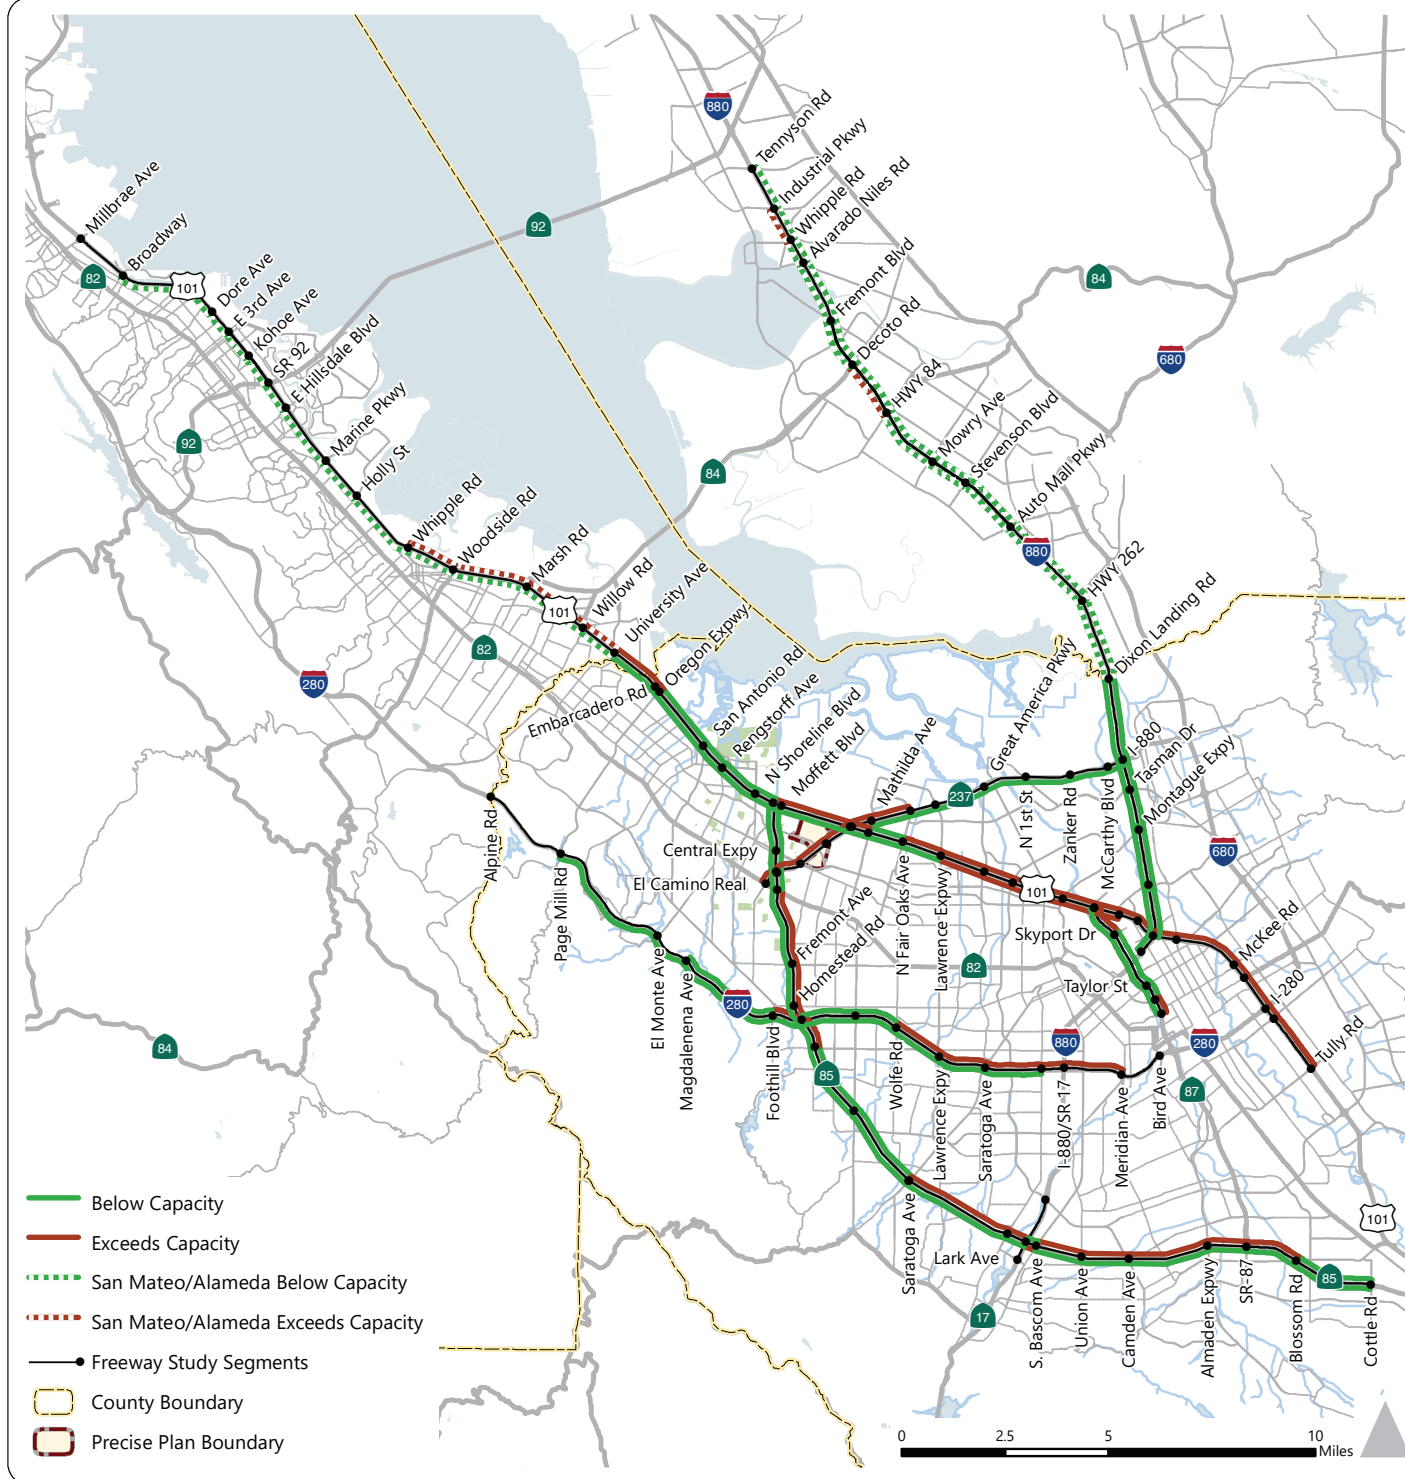 880
Tennyson Rd
Industrial Pkwy
Whipple Rd
Alvarado Niles Rd
Fremont Blvd
Decoto Rd
HWY 84
Mowry Ave
Stevenson Blvd
Auto Mall Pkwy
880
HWY 262
Dixon Landing Rd
92
84
680
84
Millbrae Ave
Broadway
82
101
Dore Ave
E 3rd Ave
Kohoe Ave
SR 92
E Hillsdale Blvd
92
Marine Pkwy
Holly St
Whipple Rd
Woodside Rd
Marsh Rd
101
Willow Rd
University Ave
82
280
Embarcadero Rd
Oregon Expwy
San Antonio Rd
Rengstorff Ave
N Shoreline Blvd
Moffett Blvd
Mathilda Ave
Great America Pkwy
237
N 1st St
Zanker Rd
McCarthy Blvd
I-880
Tasman Dr
Montague Expy
680
Central Expy
El Camino Real
Alpine Rd
Page Mill Rd
El Monte Ave
Magdalenena Ave
Fremont Ave
Homestead Rd
N Fair Oaks Ave
Lawrence Expwy
101
Skyport Dr
82
Taylor St
McKee Rd
I-280
Tully Rd
84
280
Foothill Blvd
85
Wolfe Rd
Lawrence Expy
Saratoga Ave
880
I-880/SR 17
Meridian Ave
Bird Ave
280
87
Saratoga Ave
Lark Ave
17
S. Bascom Ave
Union Ave
Camden Ave
Almaden Expwy
SR-87
Blossom Rd
85
Cottle Rd
101
Below Capacity
Exceeds Capacity
San Mateo/Alameda Below Capacity
San Mateo/Alameda Exceeds Capacity
Freeway Study Segments
County Boundary
Precise Plan Boundary
0 2.5 5 10
Miles